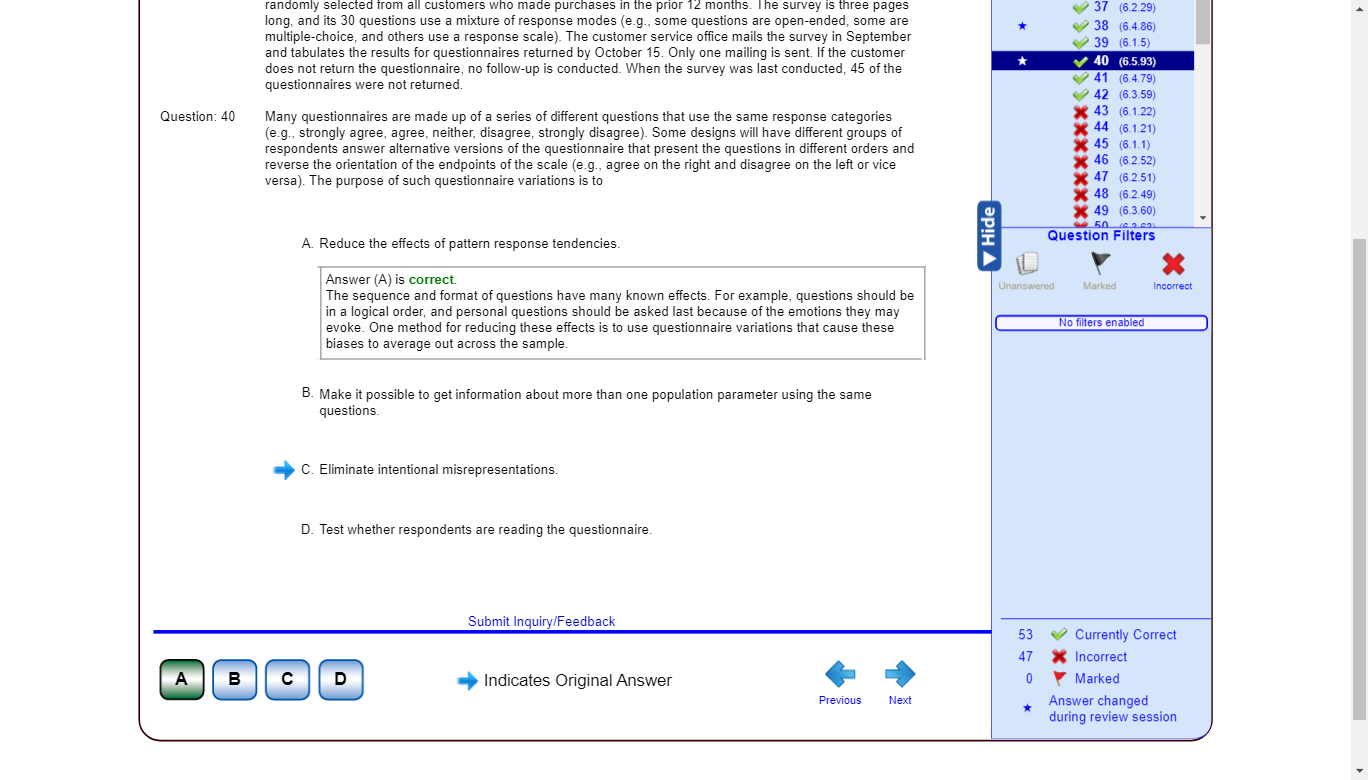 randomly selected from all customers who made purchases in the prior 12 months. The survey is three pages
long, and its 30 questions use a mixture of response modes (e.g., some questions are open-ended, some are
multiple-choice, and others use a response scale). The customer service office mails the survey in September
and tabulates the results for questionnaires returned by October 15. Only one mailing is sent. If the customer
does not return the questionnaire, no follow-up is conducted. When the survey was last conducted, 45 of the
questionnaires were not returned.
Question: 40
Many questionnaires are made up of a series of different questions that use the same response categories
(e.g., strongly agree, agree, neither, disagree, strongly disagree). Some designs will have different groups of
respondents answer alternative versions of the questionnaire that present the questions in different orders and
reverse the orientation of the endpoints of the scale (e.g., agree on the right and disagree on the left or vice
versa). The purpose of such questionnaire variations is to
A. Reduce the effects of pattern response tendencies.
Answer (A) is correct.
The sequence and format of questions have many known effects. For example, questions should be
in a logical order, and personal questions should be asked last because of the emotions they may
evoke. One method for reducing these effects is to use questionnaire variations that cause these
biases to average out across the sample.
B. Make it possible to get information about more than one population parameter using the same
questions.
C. Eliminate intentional misrepresentations.
D. Test whether respondents are reading the questionnaire.
Submit Inquiry/Feedback
A B C D
Indicates Original Answer
Previous Next
37 (6.2.29)
38 (6.4.86)
39 (6.1.5)
40 (6.5.93)
41 (6.4.79)
42 (6.3.59)
43 (6.1.22)
44 (6.1.21)
45 (6.1.1)
46 (6.2.52)
47 (6.2.51)
48 (6.2.49)
49 (6.3.60)
Hide
Question Filters
Unanswered Marked Incorrect
No filters enabled
53 Currently Correct
47 Incorrect
0 Marked
Answer changed
during review session